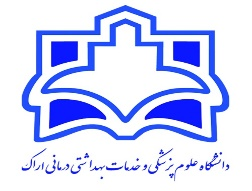 دانشگاه علوم پزشکی و خدمات بهداشتی درمانی اراک